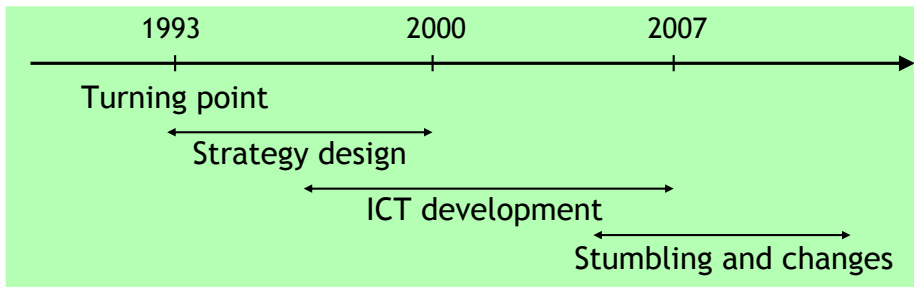 1993 2000 2007
Turning point
Strategy design
ICT development
Stumbling and changes